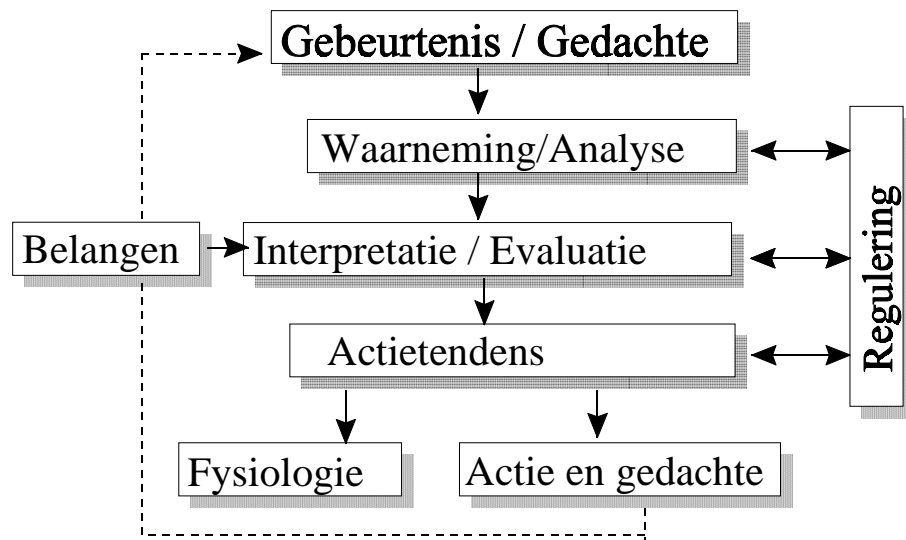 Gebeurtenis / Gedachte
Waarneming/Analyse
Belangen
Interpretatie / Evaluatie
Regulering
Actietendens
Fysiologie
Actie en gedachte